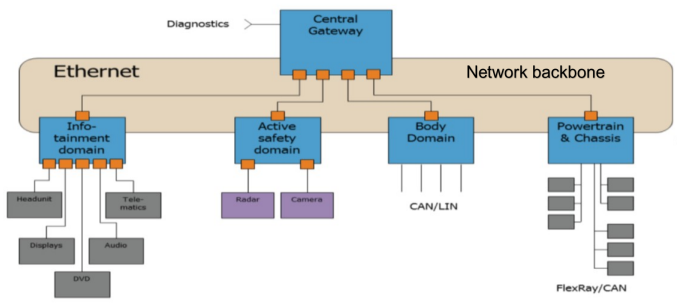 Diagnostics
Central
Gateway
Ethernet
Network backbone
Info-
tainment
domain
Active
safety
domain
Body
Domain
Powertrain
& Chassis
Headunit
Tele-
matics
Radar
Camera
CAN/LIN
Displays
Audio
DVD
FlexRay/CAN